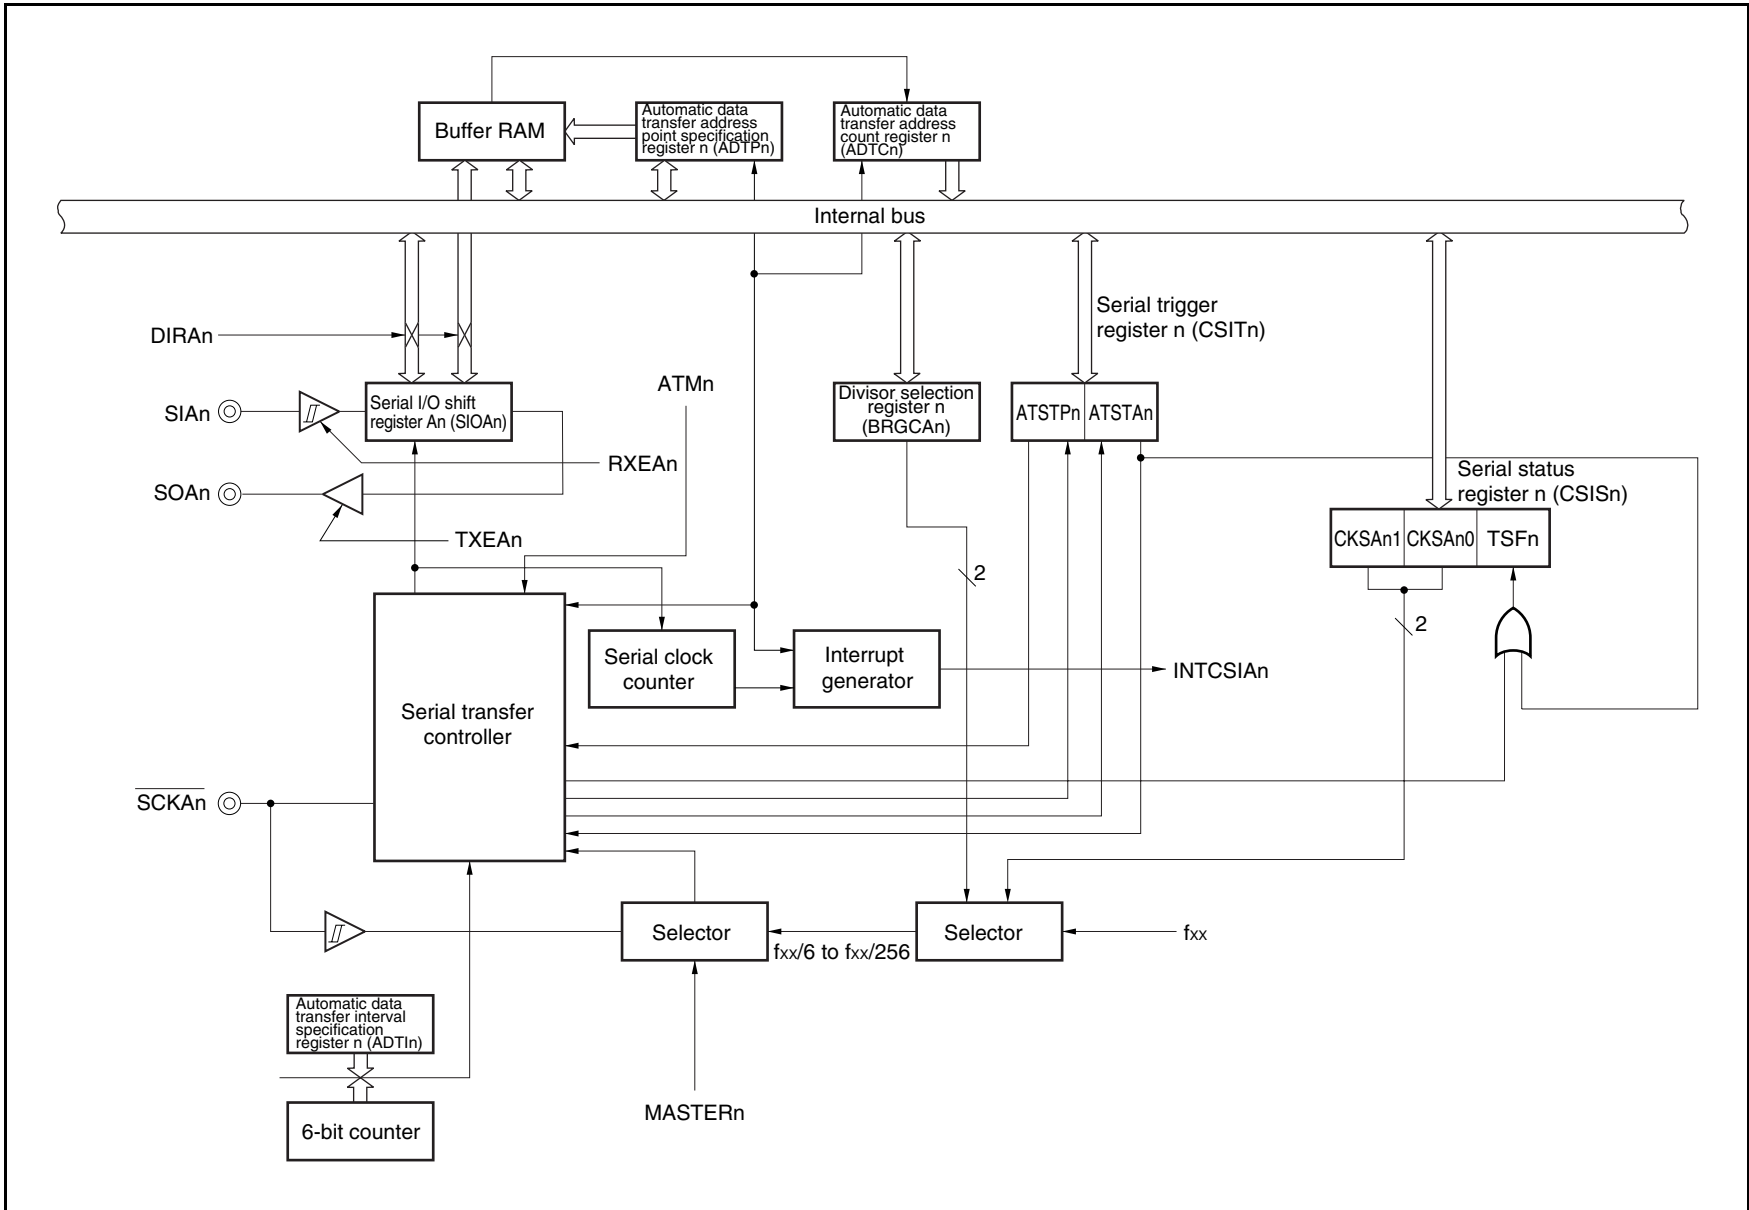 Buffer RAM
Automatic data
transfer address
point specification
register n (ADTPn)
Automatic data
transfer address
count register n
(ADTCn)
Internal bus
DIRAn
Serial trigger
register n (CSITn)
SIAn
Serial I/O shift
register An (SIOAn)
ATMn
Divisor selection
register n
(BRGCAn)
ATSTPn
ATSTAn
RXEAn
SOAn
TXEAn
Serial status
register n (CSISn)
CKSAn1
CKSAn0
TSFn
2
2
Serial clock
counter
Interrupt
generator
INTCSIAn
Serial transfer
controller
SCKAn
Selector
fxx/6 to fxx/256
Selector
fxx
Automatic data
transfer interval
specification
register n (ADTIn)
MASTERn
6-bit counter